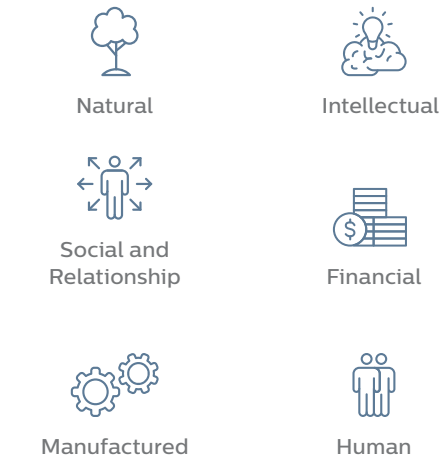 Natural
Intellectual
Social and
Relationship
$
Financial
Manufactured
Human